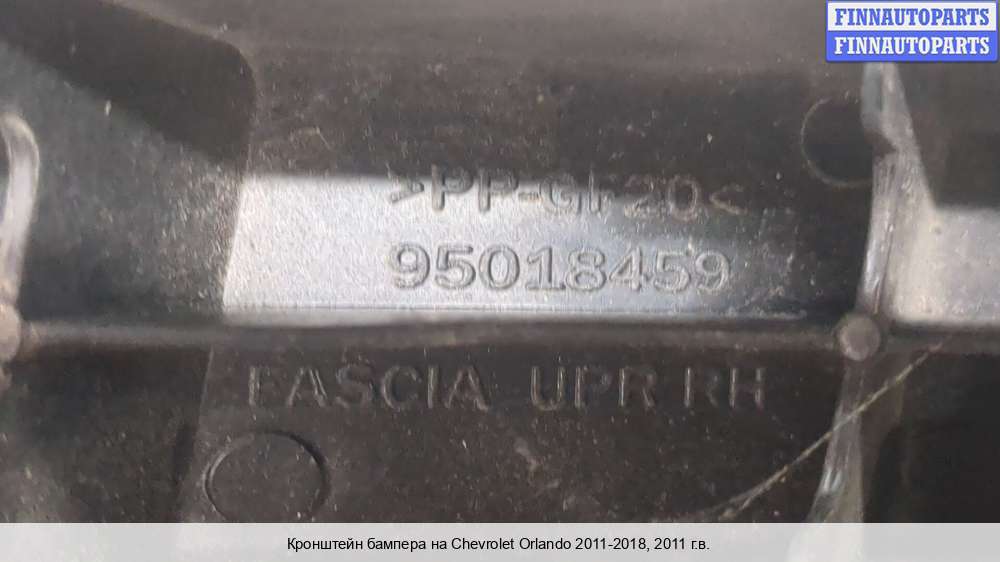 FINNAUTOPARTS
FINNAUTOPARTS
>PP-GF20<
95018459
FASCIA UPR RH
Кронштейн бампера на Chevrolet Orlando 2011-2018, 2011 г.в.